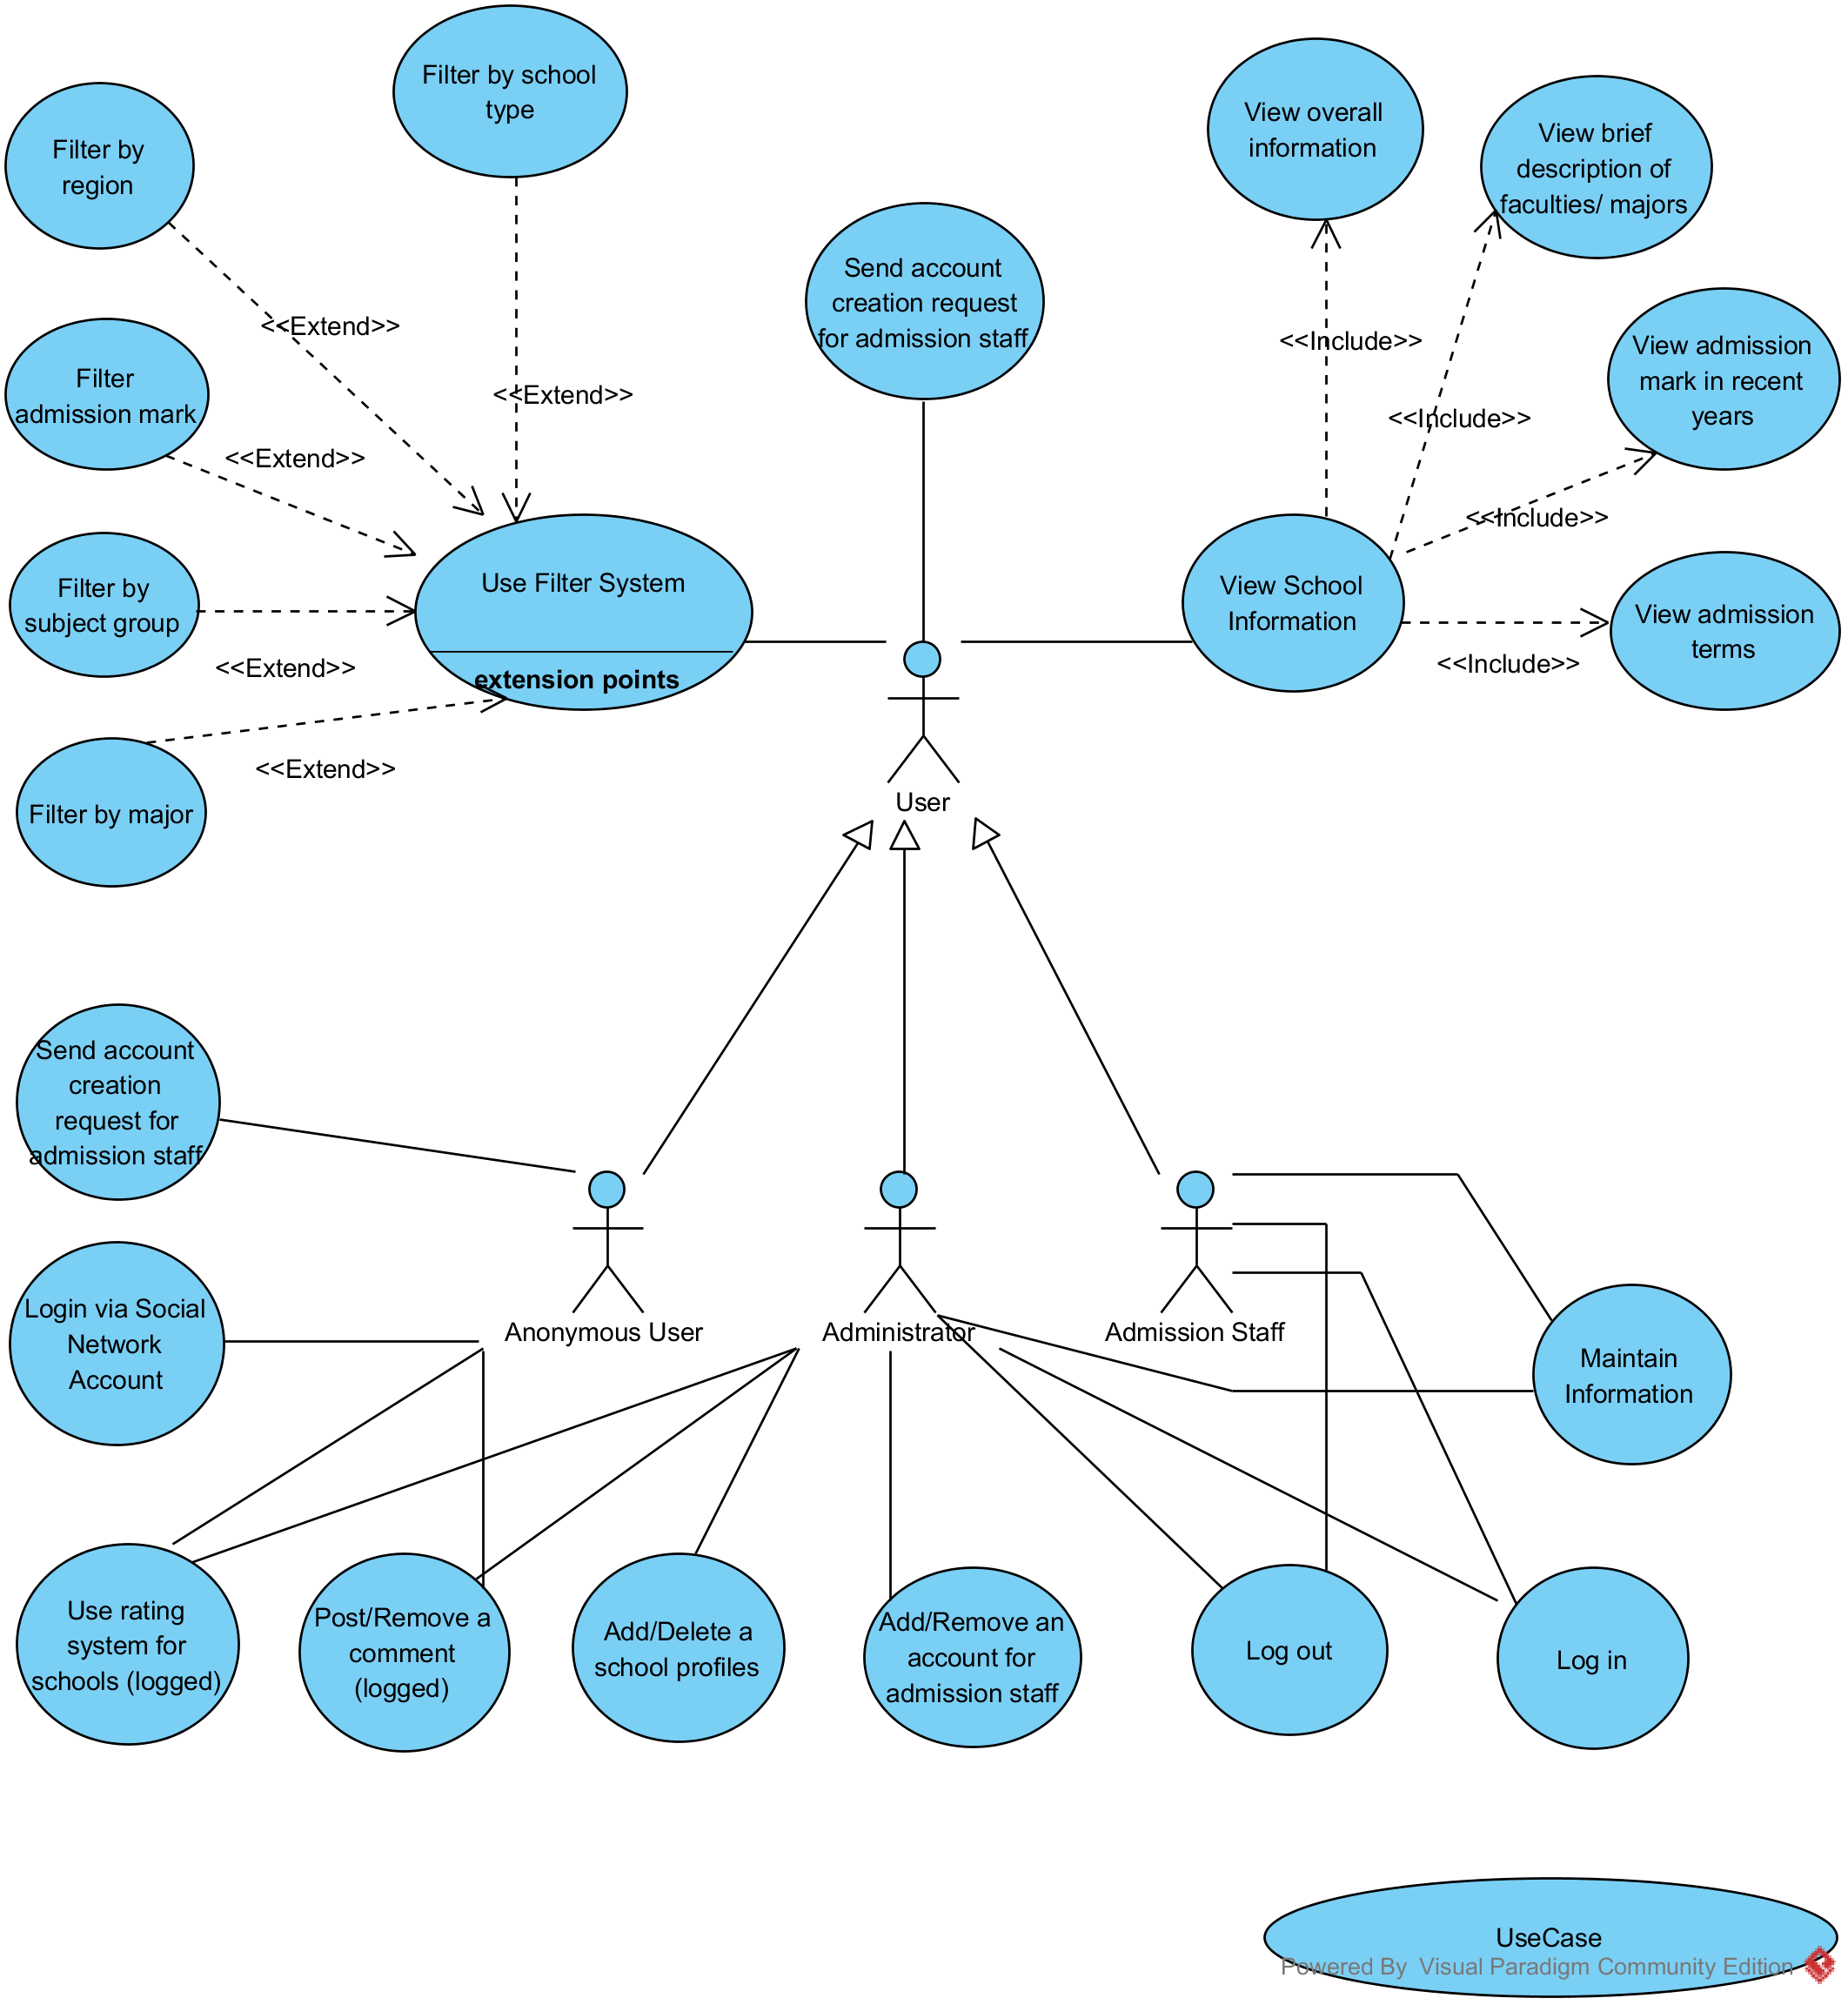 Filter by school
type
View overall
information
View brief
description of
faculties/ majors
Filter by
region
Send account
creation request
for admission staff
<<Extend>>
<<Include>>
View admission
mark in recent
years
Filter
admission mark
<<Extend>>
<<Include>>
<<Extend>>
<<Include>>
Filter by
subject group
Use Filter System
extension points
View School
Information
View admission
terms
<<Extend>>
<<Include>>
<<Extend>>
Filter by major
User
Send account
creation
request for
admission staff
Login via Social
Network
Account
Anonymous User
Administrator
Admission Staff
Maintain
Information
Use rating
system for
schools (logged)
Post/Remove a
comment
(logged)
Add/Delete a
school profiles
Add/Remove an
account for
admission staff
Log out
Log in
UseCase
Powered By Visual Paradigm Community Edition